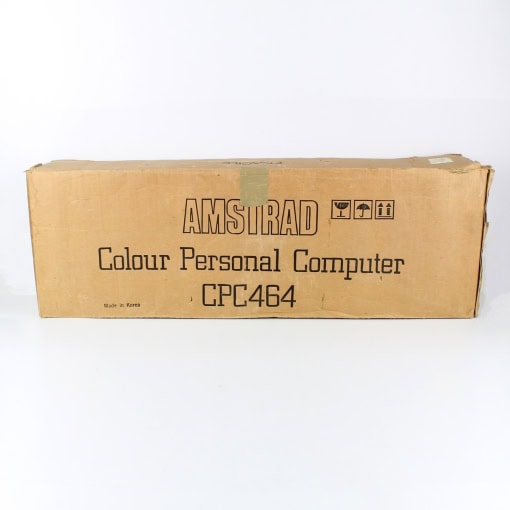 AMSTRAD
Colour Personal Computer
CPC464
Made in Korea